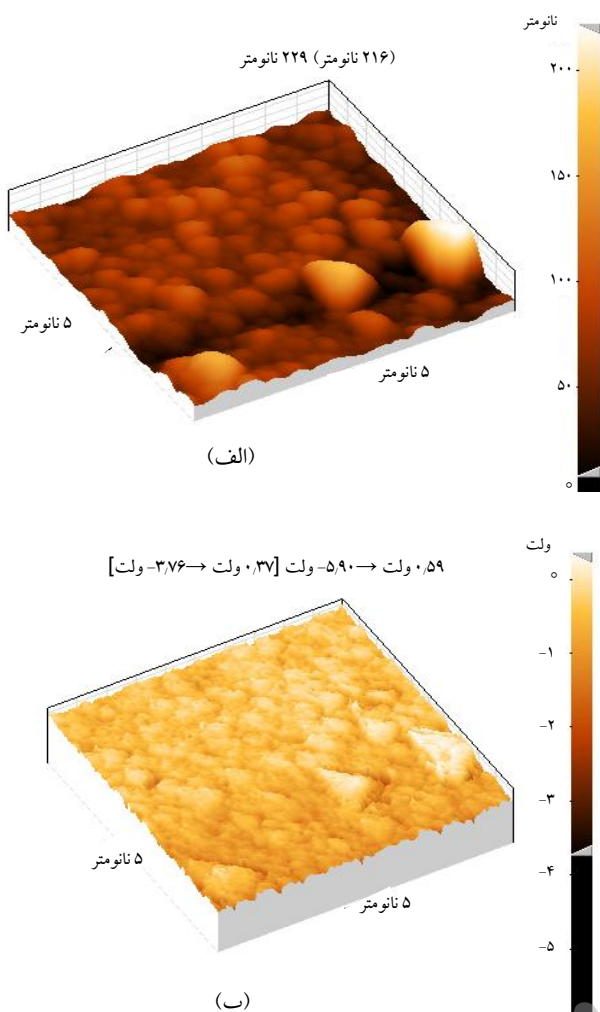 نانومتر
۲۲۹ نانومتر (۲۱۶ نانومتر)
۲۰۰
۱۵۰
۱۰۰
۵۰
۰
۵ نانومتر
۵ نانومتر
(الف)
ولت
۰٫۵۹ ولت →۵٫۹۰- ولت [۰٫۳۷ ولت →۳٫۷۶- ولت]
۰
-۱
-۲
-۳
-۴
-۵
۵ نانومتر
۵ نانومتر
(ب)